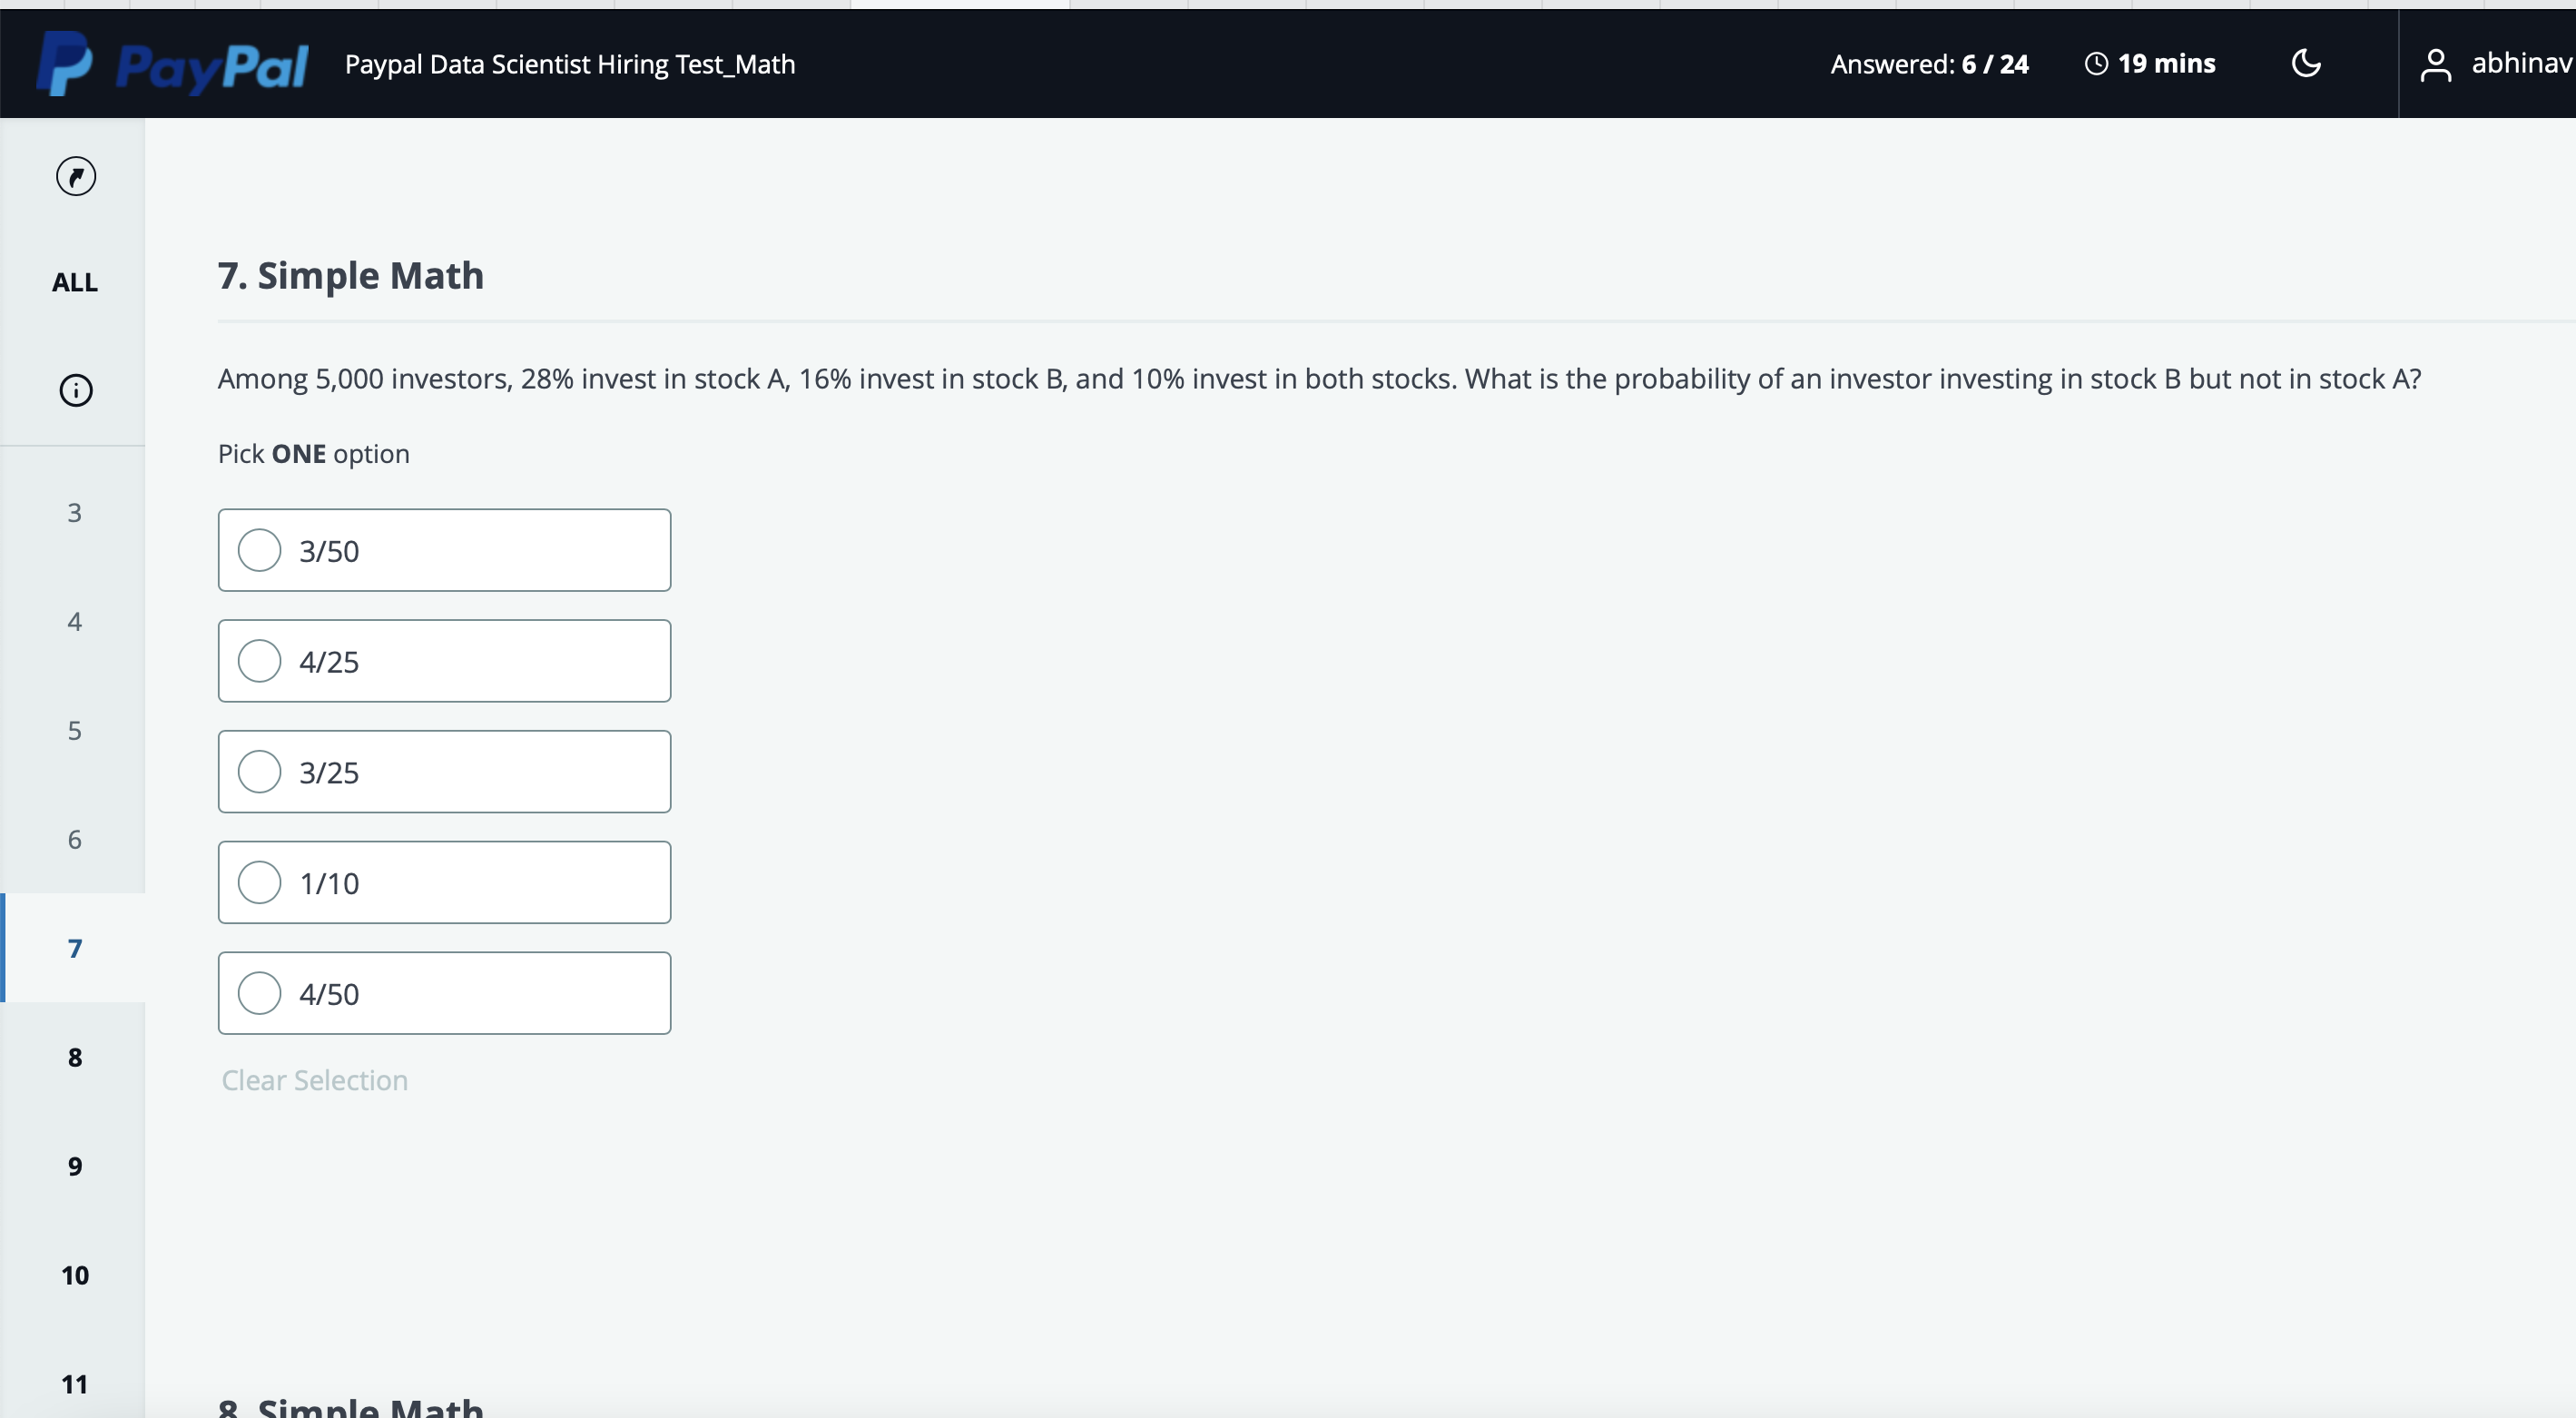 PayPal Paypal Data Scientist Hiring Test_Math Answered: 6 / 24 19 mins abhinav
ALL
7. Simple Math
Among 5,000 investors, 28% invest in stock A, 16% invest in stock B, and 10% invest in both stocks. What is the probability of an investor investing in stock B but not in stock A?
Pick ONE option
3
3/50
4
4/25
5
3/25
6
1/10
7
4/50
8
Clear Selection
9
10
11
8. Simple Math